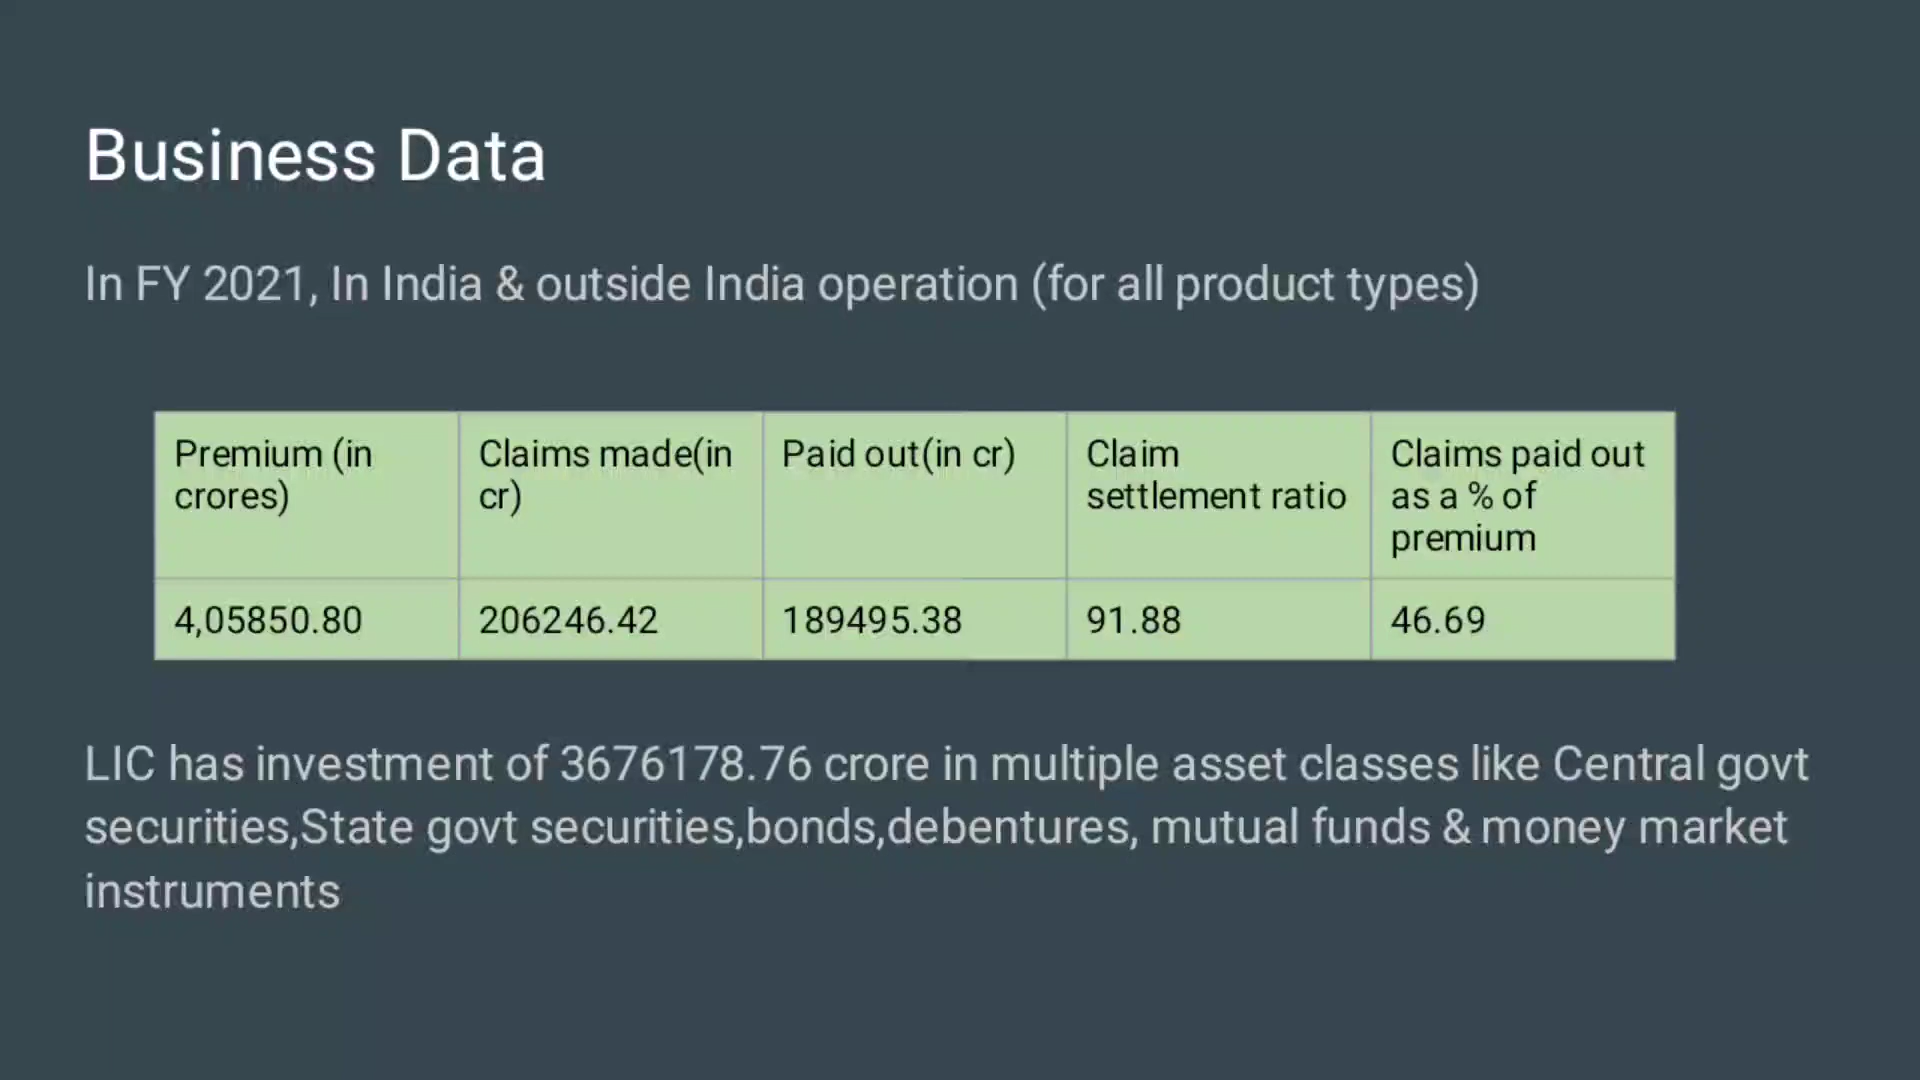 Business Data
In FY 2021, In India & outside India operation (for all product types)
Premium (in
crores)
Claims made(in
cr)
Paid out(in cr)
Claim
settlement ratio
Claims paid out
as a % of
premium
4,05850.80
206246.42
189495.38
91.88
46.69
LIC has investment of 3676178.76 crore in multiple asset classes like Central govt
securities,State govt securities,bonds,debentures, mutual funds & money market
instruments